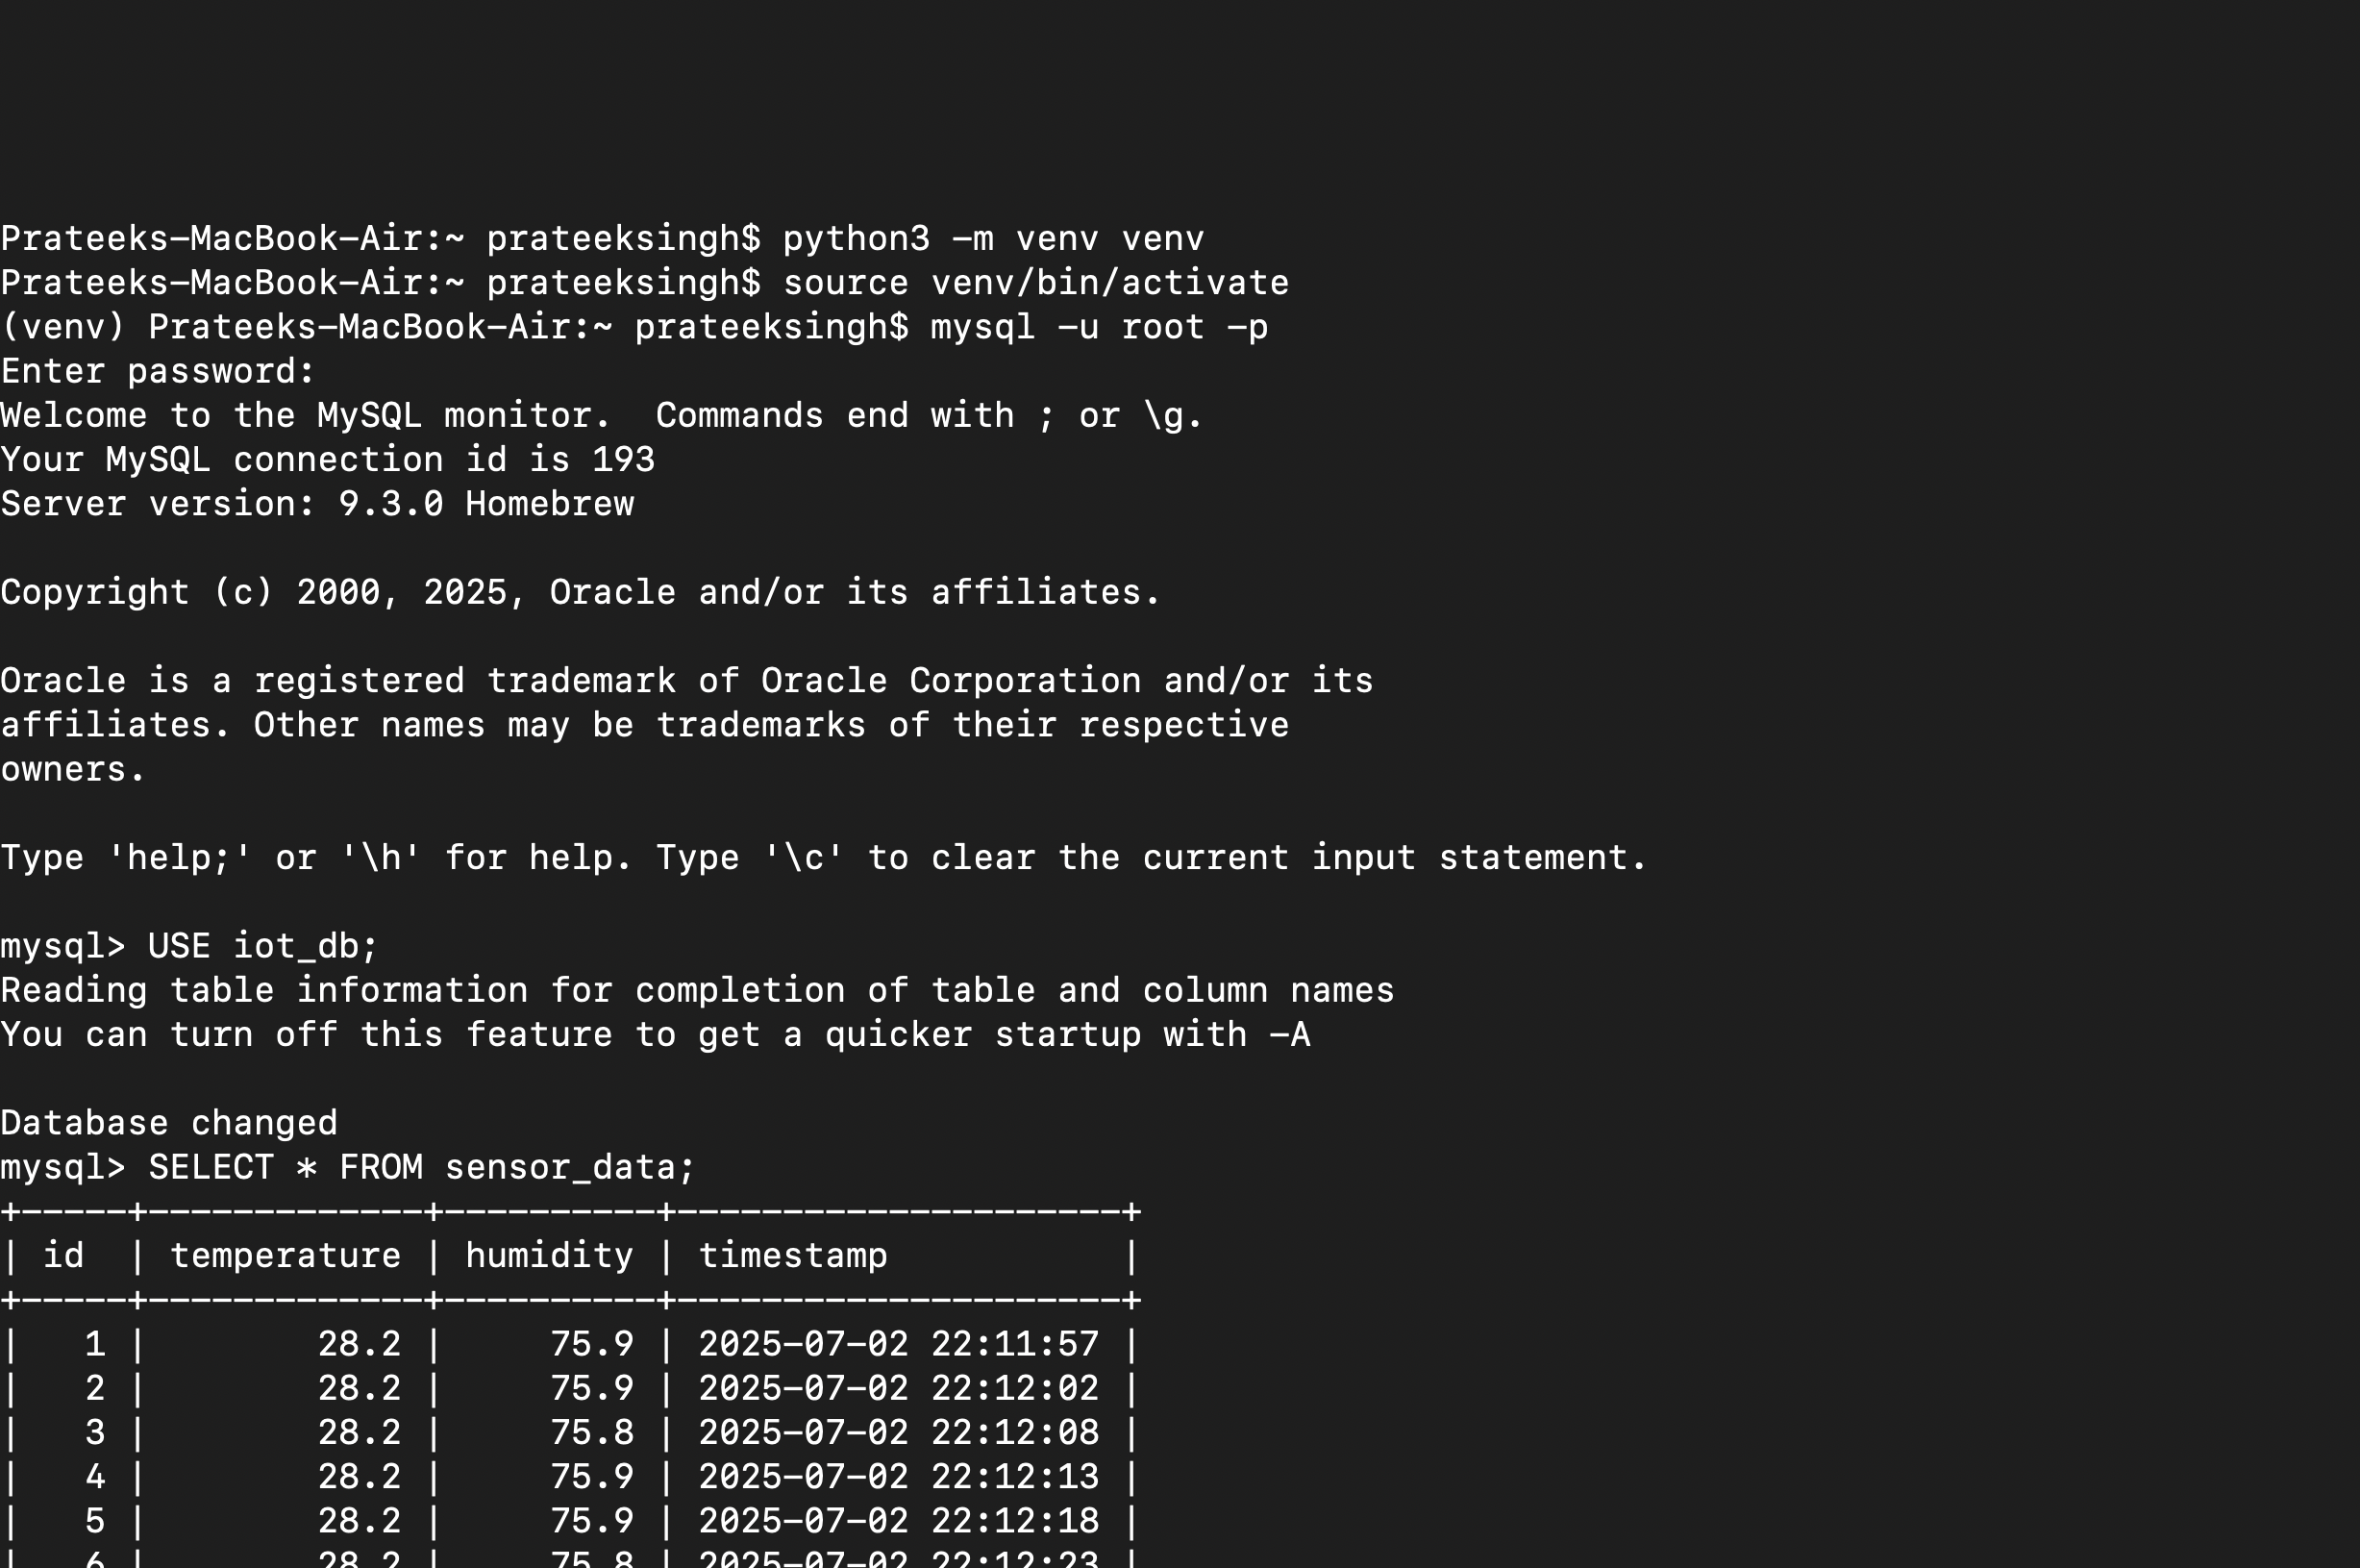 Prateeks-MacBook-Air:~ prateeksingh$ python3 -m venv venv
Prateeks-MacBook-Air:~ prateeksingh$ source venv/bin/activate
(venv) Prateeks-MacBook-Air:~ prateeksingh$ mysql -u root -p
Enter password:
Welcome to the MySQL monitor.  Commands end with ; or \g.
Your MySQL connection id is 193
Server version: 9.3.0 Homebrew

Copyright (c) 2000, 2025, Oracle and/or its affiliates.

Oracle is a registered trademark of Oracle Corporation and/or its
affiliates. Other names may be trademarks of their respective
owners.

Type 'help;' or '\h' for help. Type '\c' to clear the current input statement.

mysql> USE iot_db;
Reading table information for completion of table and column names
You can turn off this feature to get a quicker startup with -A

Database changed
mysql> SELECT * FROM sensor_data;
+-----+-------------+----------+---------------------+
| id  | temperature | humidity | timestamp           |
+-----+-------------+----------+---------------------+
|   1 |        28.2 |     75.9 | 2025-07-02 22:11:57 |
|   2 |        28.2 |     75.9 | 2025-07-02 22:12:02 |
|   3 |        28.2 |     75.8 | 2025-07-02 22:12:08 |
|   4 |        28.2 |     75.9 | 2025-07-02 22:12:13 |
|   5 |        28.2 |     75.9 | 2025-07-02 22:12:18 |
|   6 |        28.2 |     75.8 | 2025-07-02 22:12:23 |